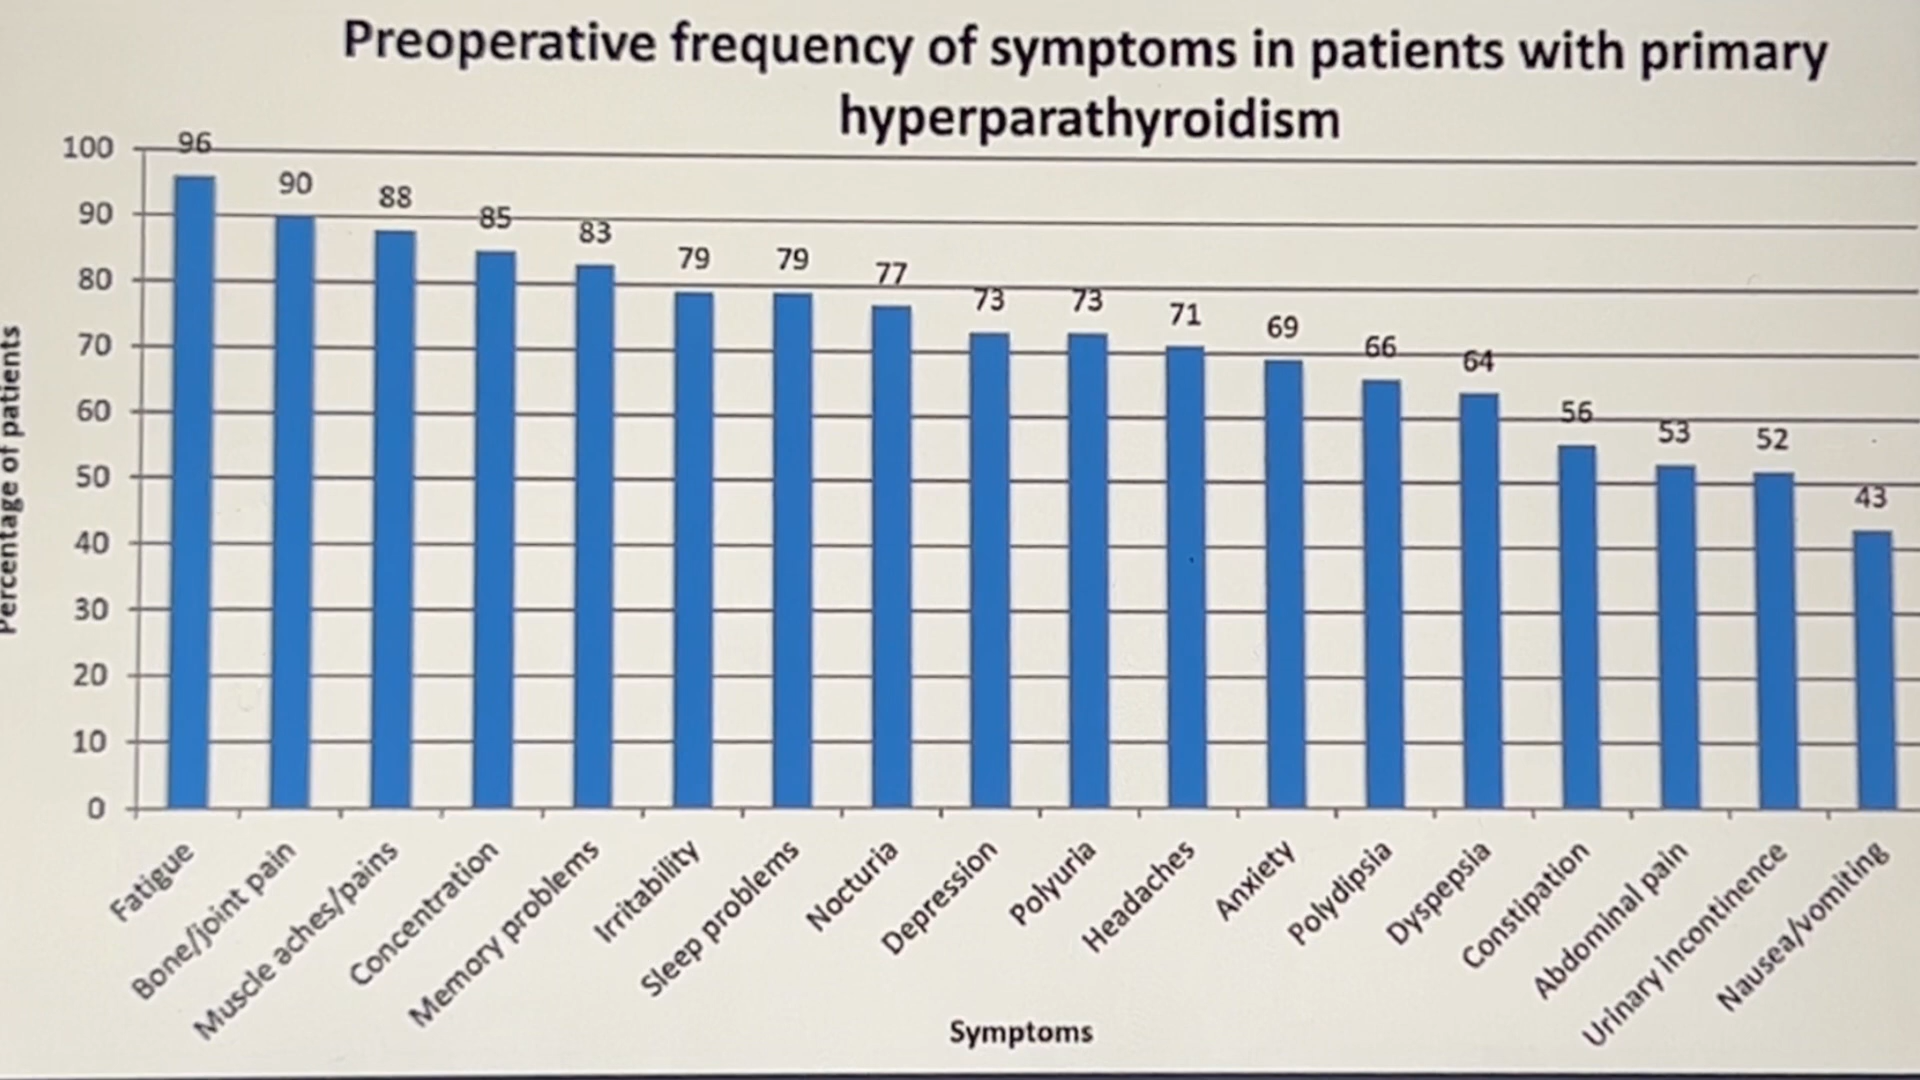 Preoperative frequency of symptoms in patients with primary
hyperparathyroidism
Percentage of patients
100
90
80
70
60
50
40
30
20
10
0
96
90
88
85
83
79
79
77
73
73
71
69
66
64
56
53
52
43
Fatigue
Bone/joint pain
Muscle aches/pains
Concentration
Memory problems
Irritability
Sleep problems
Nocturia
Depression
Polyuria
Headaches
Anxiety
Polydipsia
Dyspepsia
Constipation
Abdominal pain
Urinary incontinence
Nausea/vomiting
Symptoms